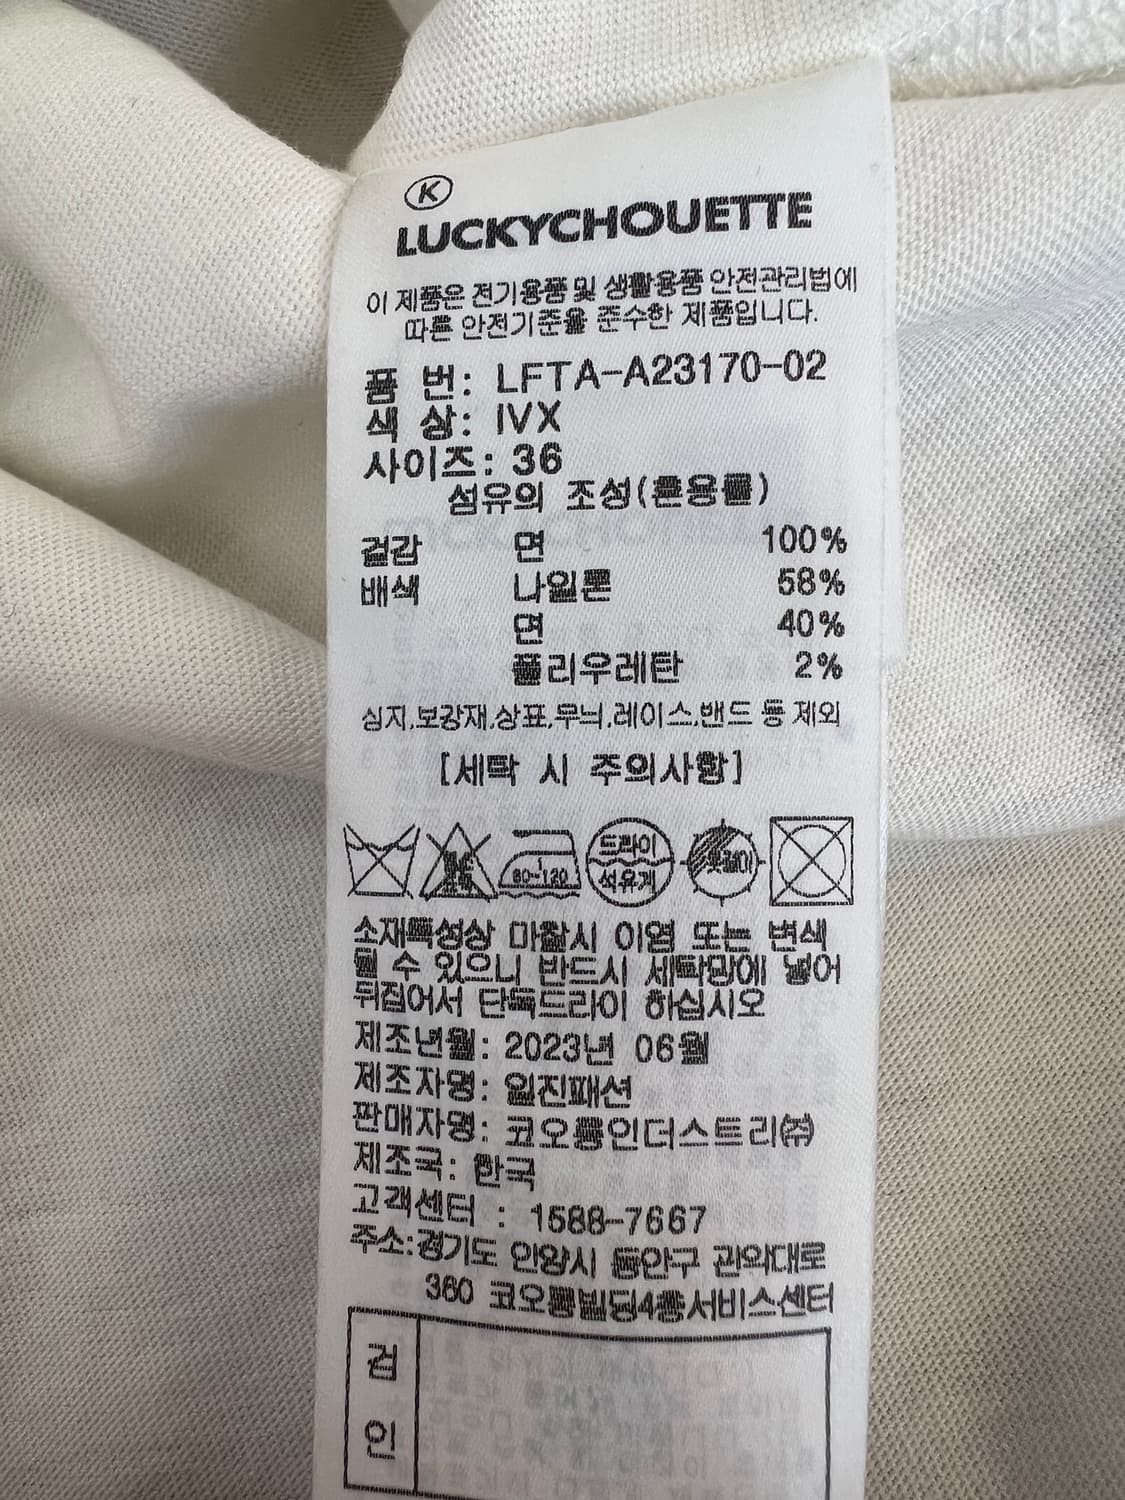 K
LUCKYCHOUETTE
이 제품은 전기용품 및 생활용품 안전관리법에
따른 안전기준을 준수한 제품입니다.
품 번: LFTA-A23170-02
색 상: IVX
사이즈: 36
섬유의 조성(혼용률)
겉감 면 100%
배색 나일론 58%
면 40%
폴리우레탄 2%
심지,보강재,상표,무늬,레이스,밴드 등 제외
[세탁 시 주의사항]
80~120 드라이 석유계 옷걸이
소재특성상 마찰시 이염 또는 변색
될 수 있으니 반드시 세탁망에 넣어
뒤집어서 단독드라이 하십시오
제조년월: 2023년 06월
제조자명: 일진패션
판매자명: 코오롱인더스트리㈜
제조국: 한국
고객센터 : 1588-7667
주소:경기도 안양시 동안구 관악대로
360 코오롱빌딩4층서비스센터
검
인